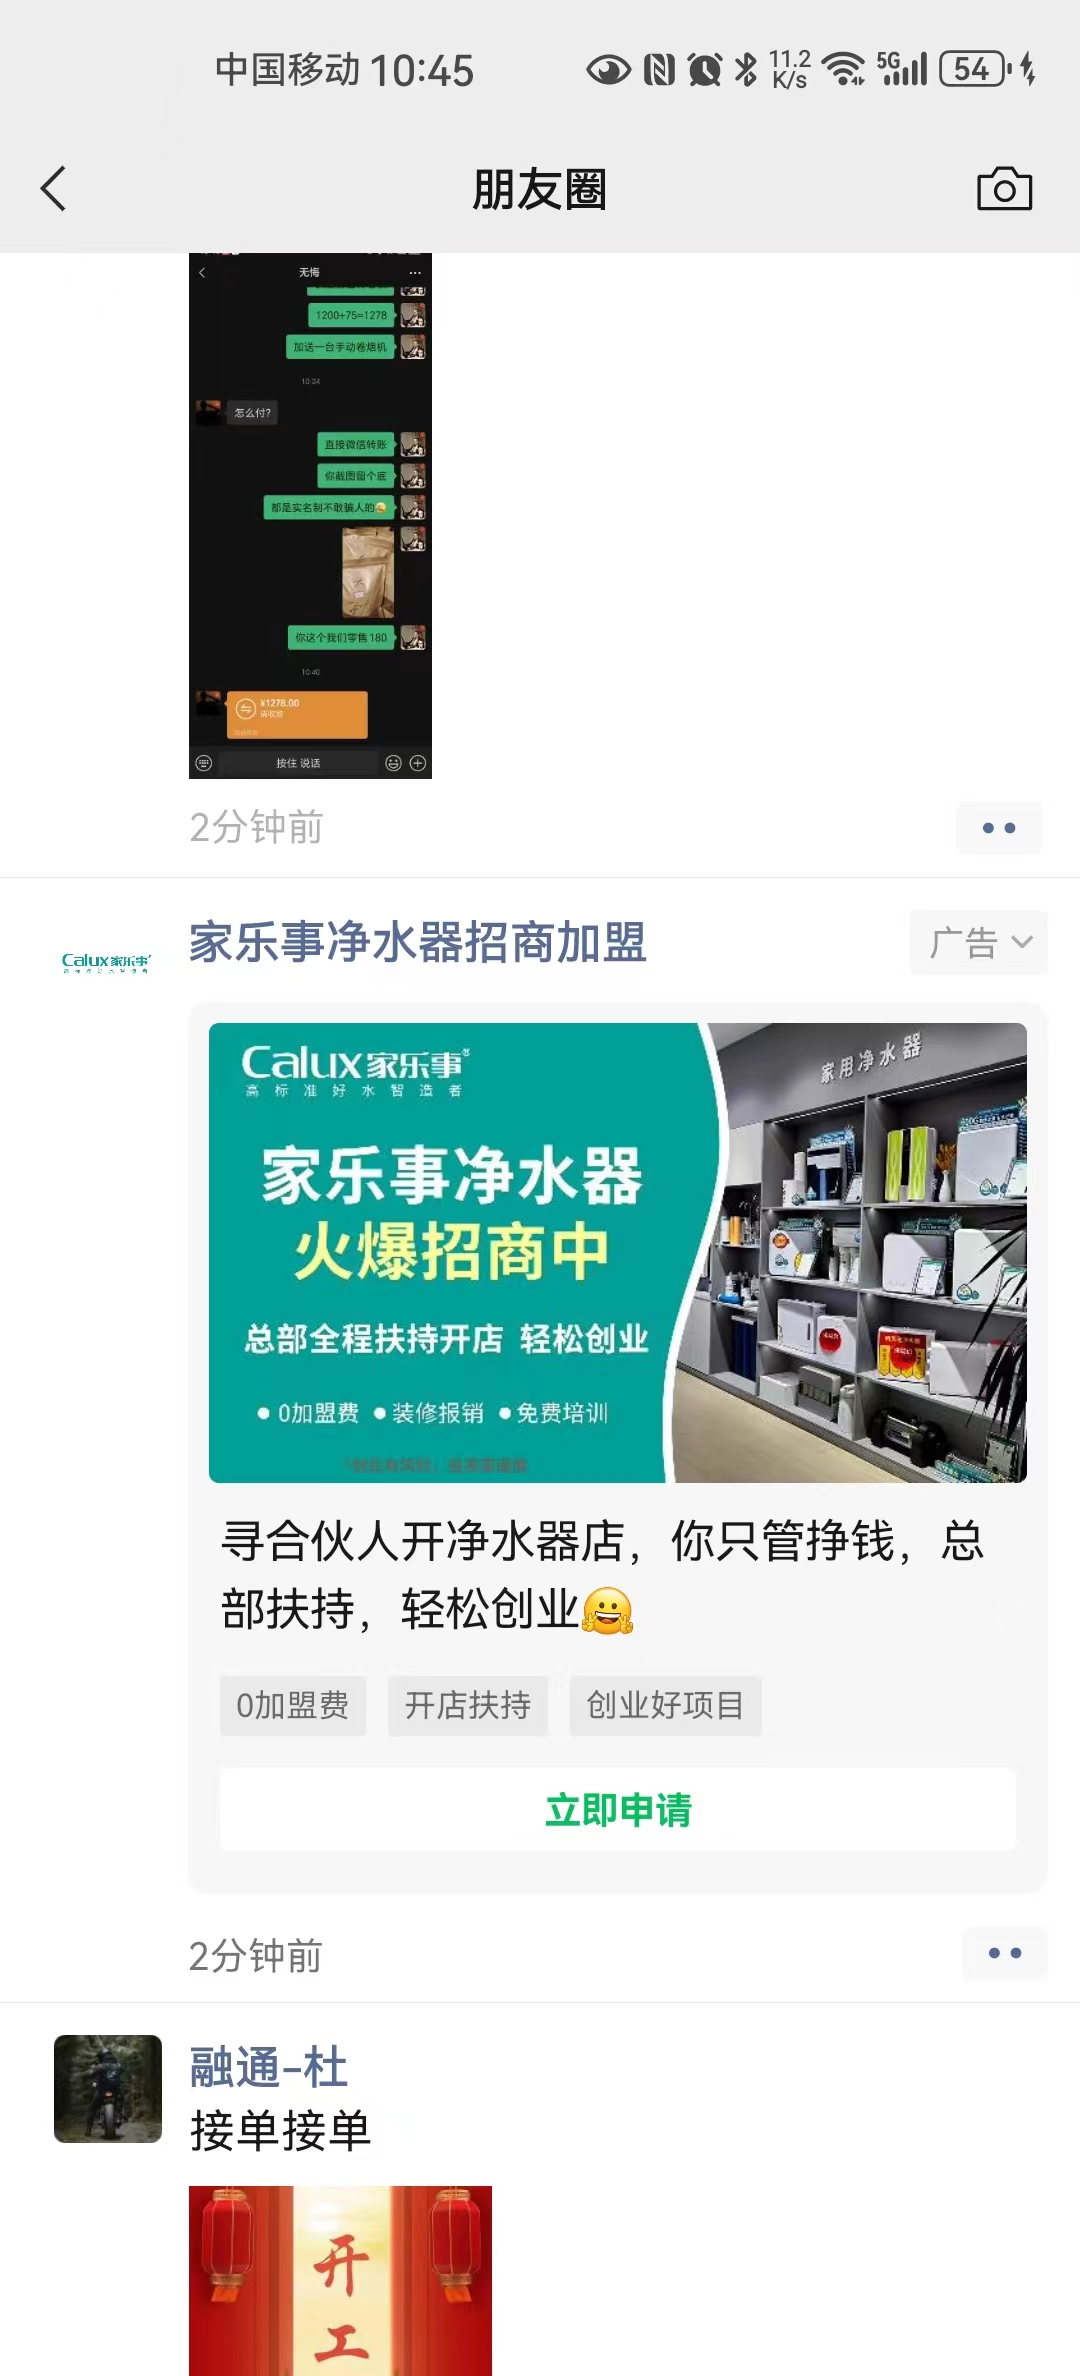 中国移动 10:45
11.2
K/s
5G
54
朋友圈
无悔
1200+75=1278
加送一台手动卷烟机
10:34
怎么付?
直接微信转账
你截图留个底
都是实名制不敢骗人的
你这个我们零售180
10:40
¥1278.00
请收款
按住 说话
2分钟前
家乐事净水器招商加盟
广告
Calux家乐事
Calux家乐事®
高标准好水智造者
家用净水器
家乐事净水器
火爆招商中
总部全程扶持开店 轻松创业
● 0加盟费 ● 装修报销 ● 免费培训
寻合伙人开净水器店，你只管挣钱，总
部扶持，轻松创业
0加盟费
开店扶持
创业好项目
立即申请
2分钟前
融通-杜
接单接单
开
工